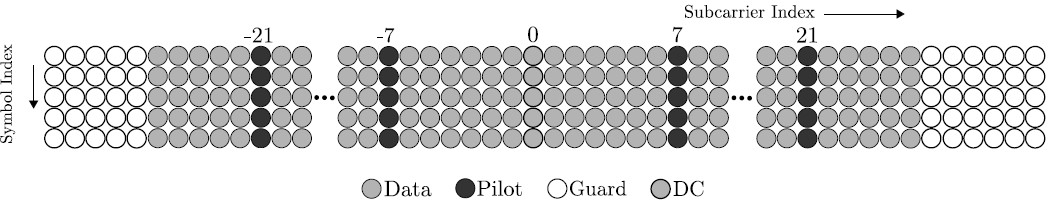 Subcarrier Index
-21 -7 0 7 21
Symbol Index
Data Pilot Guard DC